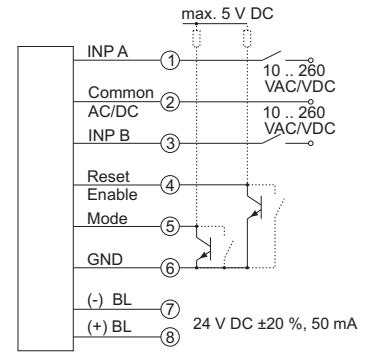 max. 5 V DC
INP A
1
10 .. 260
VAC/VDC
Common
2
AC/DC
10 .. 260
VAC/VDC
INP B
3
Reset
4
Enable
Mode
5
GND
6
(-) BL
7
24 V DC ±20 %, 50 mA
(+) BL
8